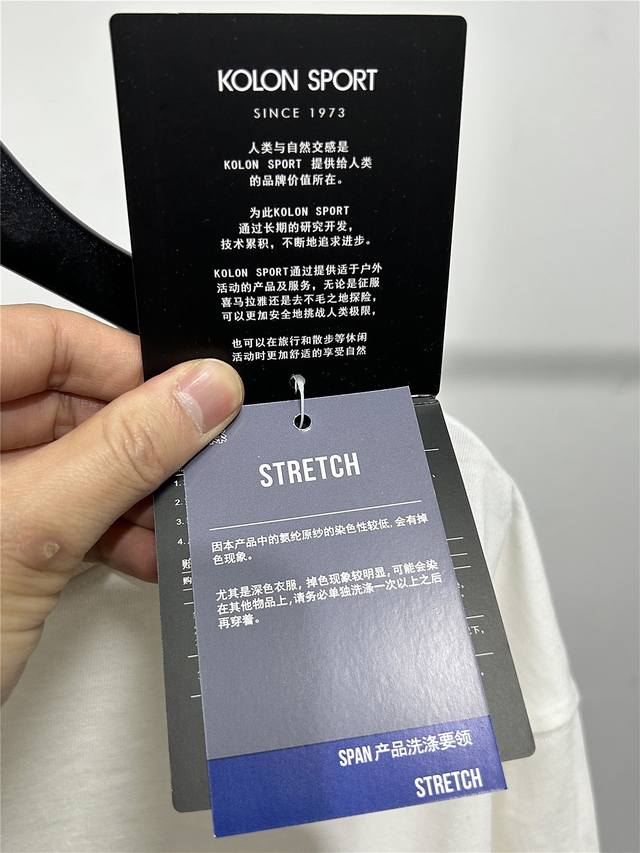 KOLON SPORT
SINCE 1973
人类与自然交感是
KOLON SPORT 提供给人类
的品牌价值所在。
为此KOLON SPORT
通过长期的研究开发，
技术累积，不断地追求进步。
KOLON SPORT通过提供适于户外
活动的产品及服务，无论是征服
喜马拉雅还是去不毛之地探险，
可以更加安全地挑战人类极限，
也可以在旅行和散步等休闲
活动时更加舒适的享受自然
STRETCH
因本产品中的氨纶原纱的染色性较低，会有掉
色现象。
尤其是深色衣服，掉色现象较明显，可能会染
在其他物品上，请务必单独洗涤一次以上之后
再穿着。
SPAN产品洗涤要领
STRETCH
1.
2.
3.
4.
购
下，